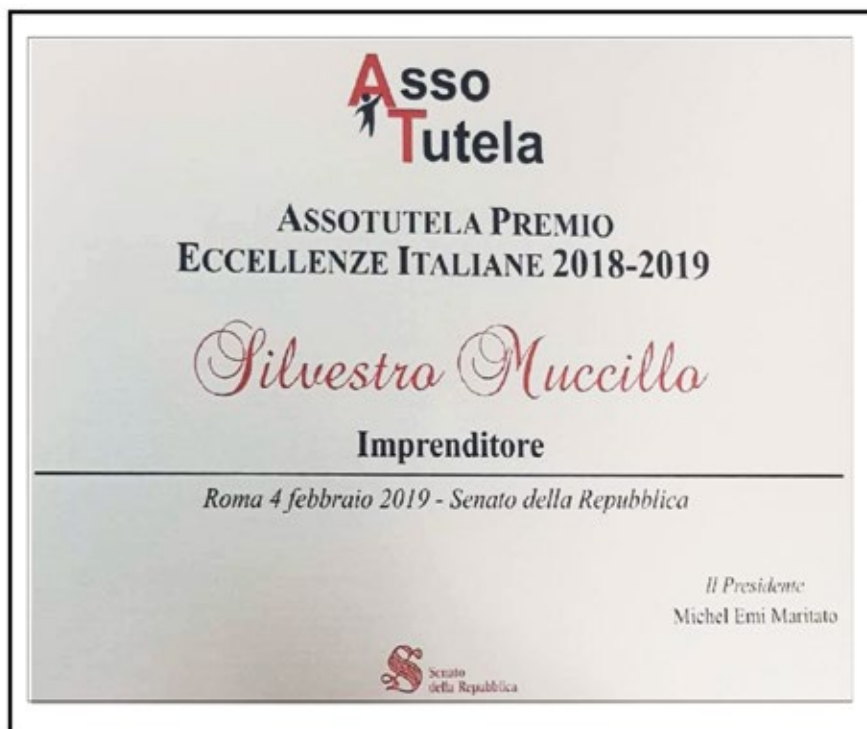 Asso
Tutela
ASSOTUTELA PREMIO
ECCELLENZE ITALIANE 2018-2019
Silvestro Muccillo
Imprenditore
Roma 4 febbraio 2019 - Senato della Repubblica
Il Presidente
Michel Emi Maritato
Senato
della Repubblica